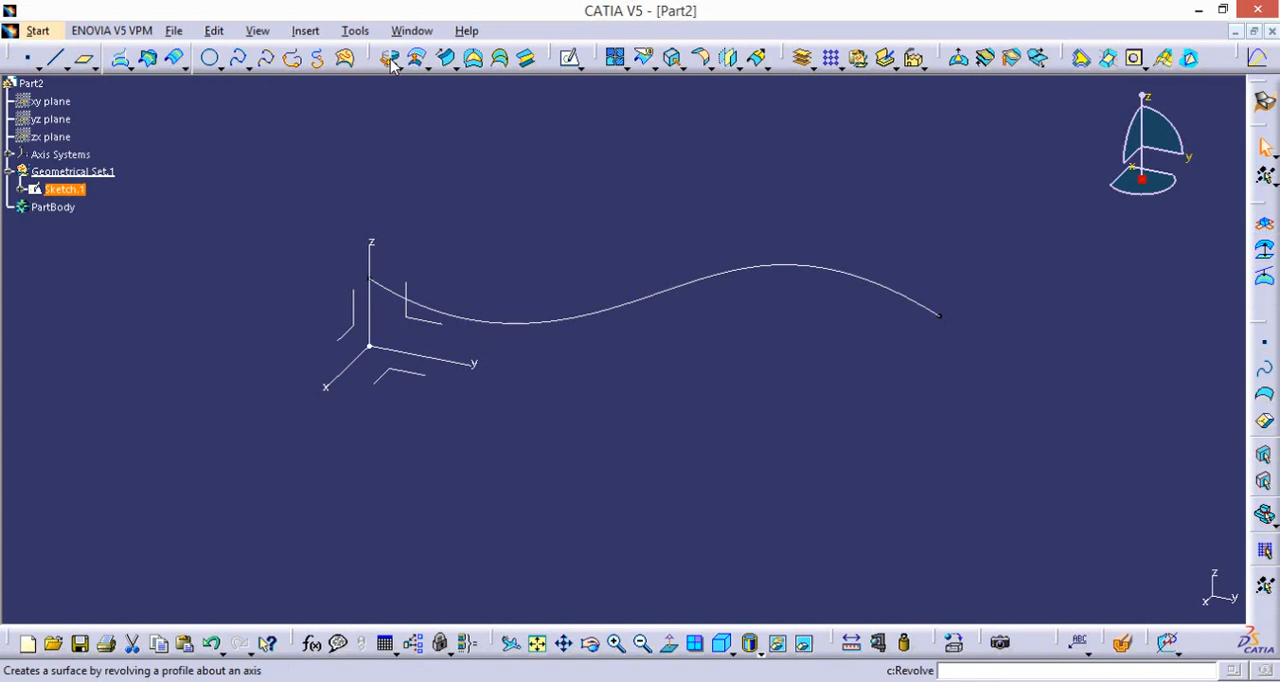 CATIA V5 - [Part2]
Start ENOVIA V5 VPM File Edit View Insert Tools Window Help
Part2
xy plane
yz plane
zx plane
Axis Systems
Geometrical Set.1
Sketch.1
PartBody
z
y
x
z
y
x
z
x y
f(x)
ABC
CATIA
Creates a surface by revolving a profile about an axis c:Revolve